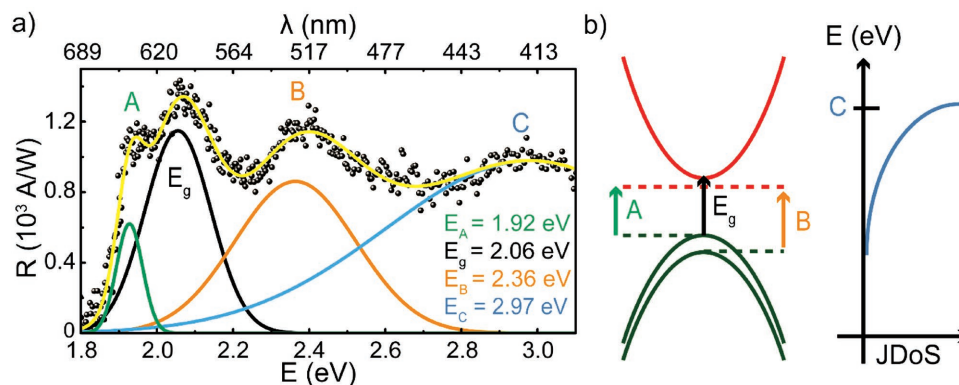 a)
λ (nm)
689 620 564 517 477 443 413
R (10³ A/W)
1.2
0.8
0.4
0
A
E_g
B
C
E_A = 1.92 eV
E_g = 2.06 eV
E_B = 2.36 eV
E_C = 2.97 eV
1.8 2.0 2.2 2.4 2.6 2.8 3.0
E (eV)
b)
A
E_g
B
E (eV)
C
JDoS